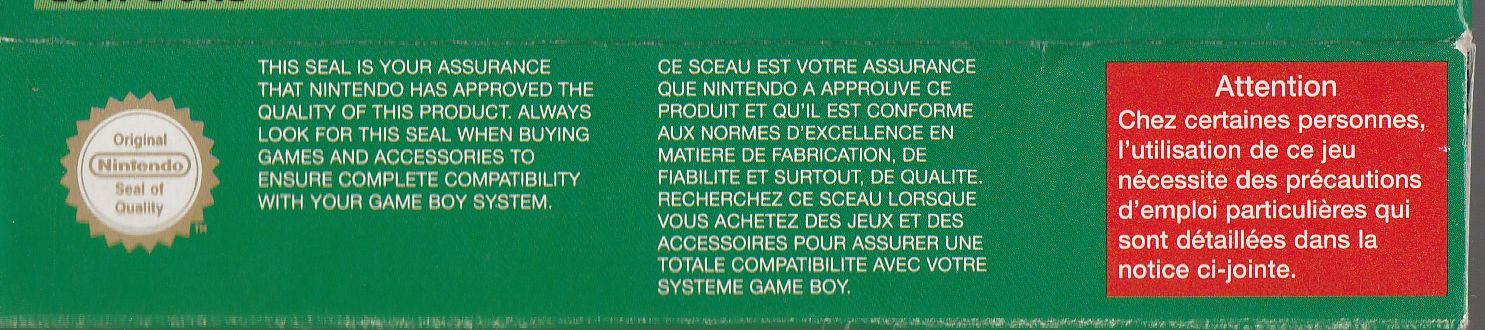 Original
Nintendo
Seal of
Quality
TM
THIS SEAL IS YOUR ASSURANCE
THAT NINTENDO HAS APPROVED THE
QUALITY OF THIS PRODUCT. ALWAYS
LOOK FOR THIS SEAL WHEN BUYING
GAMES AND ACCESSORIES TO
ENSURE COMPLETE COMPATIBILITY
WITH YOUR GAME BOY SYSTEM.
CE SCEAU EST VOTRE ASSURANCE
QUE NINTENDO A APPROUVE CE
PRODUIT ET QU'IL EST CONFORME
AUX NORMES D'EXCELLENCE EN
MATIERE DE FABRICATION, DE
FIABILITE ET SURTOUT, DE QUALITE.
RECHERCHEZ CE SCEAU LORSQUE
VOUS ACHETEZ DES JEUX ET DES
ACCESSOIRES POUR ASSURER UNE
TOTALE COMPATIBILITE AVEC VOTRE
SYSTEME GAME BOY.
Attention
Chez certaines personnes,
l'utilisation de ce jeu
nécessite des précautions
d'emploi particulières qui
sont détaillées dans la
notice ci-jointe.